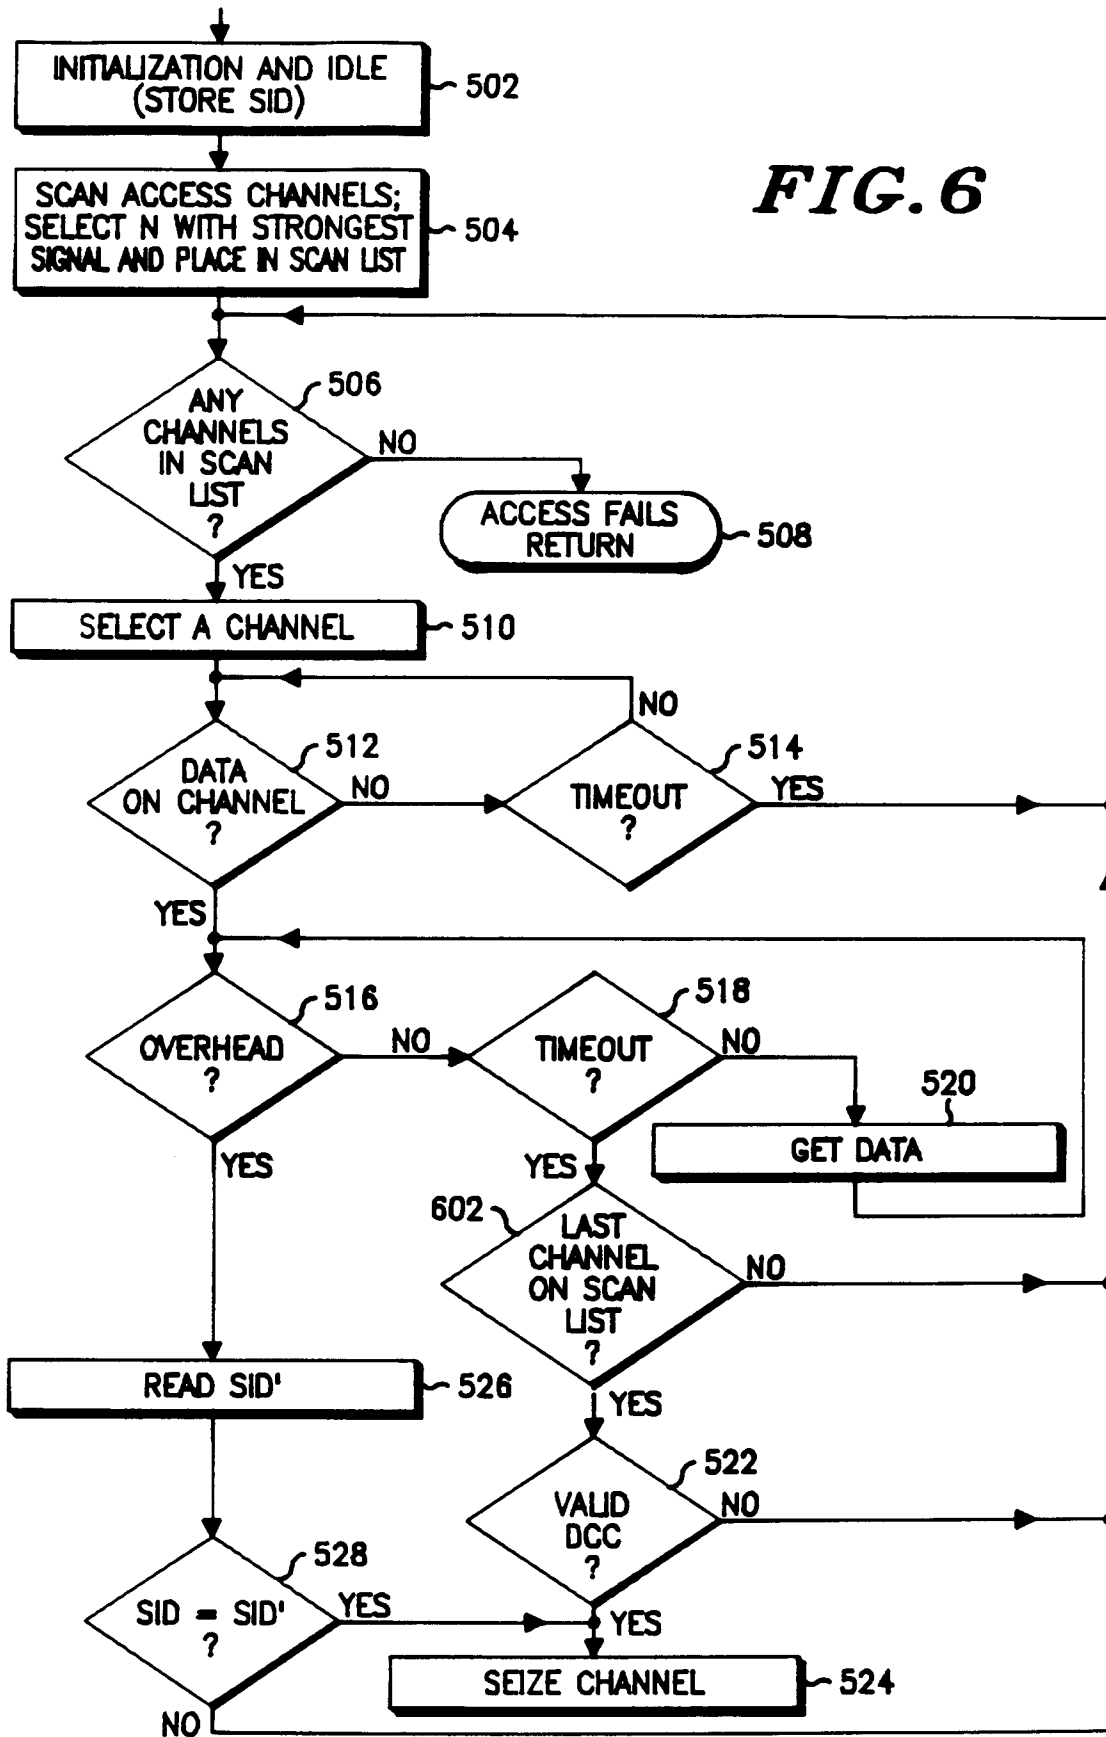 INITIALIZATION AND IDLE
(STORE SID)
502
FIG. 6
SCAN ACCESS CHANNELS;
SELECT N WITH STRONGEST
SIGNAL AND PLACE IN SCAN LIST
504
506
ANY
CHANNELS
IN SCAN
LIST
?
NO
ACCESS FAILS
RETURN
508
YES
SELECT A CHANNEL
510
NO
512
DATA
ON CHANNEL
?
NO
514
TIMEOUT
?
YES
YES
516
OVERHEAD
?
NO
518
TIMEOUT
?
NO
520
GET DATA
YES
YES
602
LAST
CHANNEL
ON SCAN
LIST
?
NO
READ SID'
526
YES
522
VALID
DCC
?
NO
528
SID = SID'
?
YES
YES
SEIZE CHANNEL
524
NO